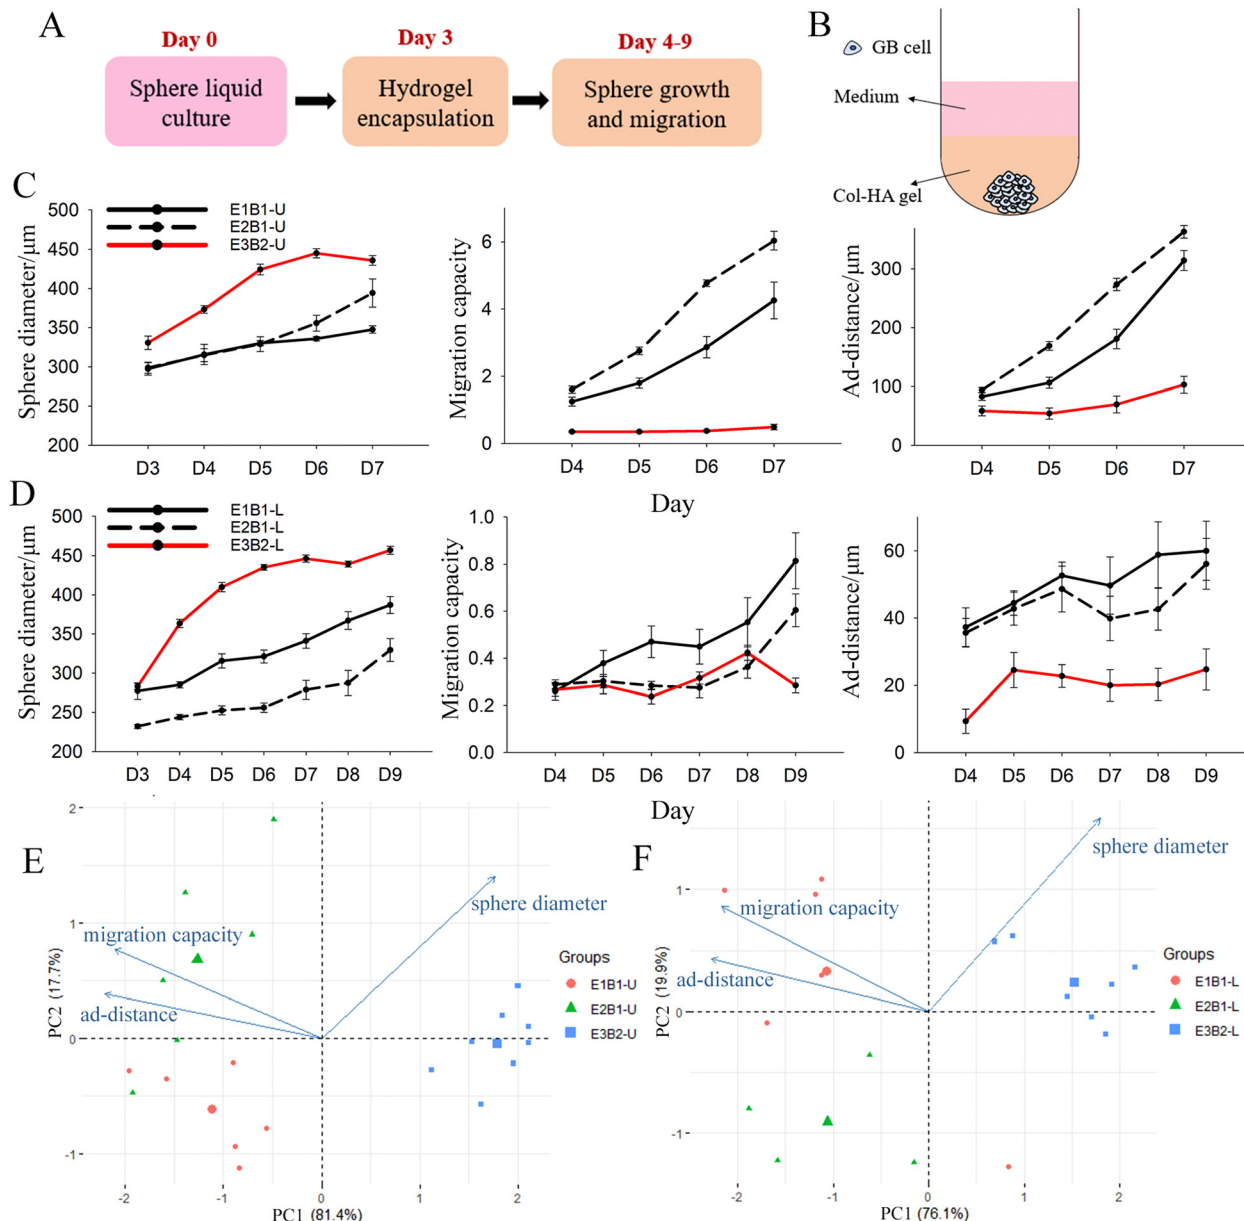 A
Day 0
Day 3
Day 4-9
Sphere liquid
culture
Hydrogel
encapsulation
Sphere growth
and migration
B
GB cell
Medium
Col-HA gel
C
Sphere diameter/μm
500
450
400
350
300
250
200
E1B1-U
E2B1-U
E3B2-U
D3 D4 D5 D6 D7
Migration capacity
6
4
2
0
D4 D5 D6 D7
Ad-distance/μm
300
200
100
0
D4 D5 D6 D7
Day
D
Sphere diameter/μm
500
450
400
350
300
250
200
E1B1-L
E2B1-L
E3B2-L
D3 D4 D5 D6 D7 D8 D9
Migration capacity
1.0
0.8
0.6
0.4
0.2
0.0
D4 D5 D6 D7 D8 D9
Ad-distance/μm
60
40
20
0
D4 D5 D6 D7 D8 D9
Day
E
PC2 (17.7%)
2
1
0
-1
sphere diameter
migration capacity
ad-distance
-2 -1 0 1 2
PC1 (81.4%)
Groups
E1B1-U
E2B1-U
E3B2-U
F
PC2 (19.9%)
1
0
-1
sphere diameter
migration capacity
ad-distance
-2 -1 0 1 2
PC1 (76.1%)
Groups
E1B1-L
E2B1-L
E3B2-L